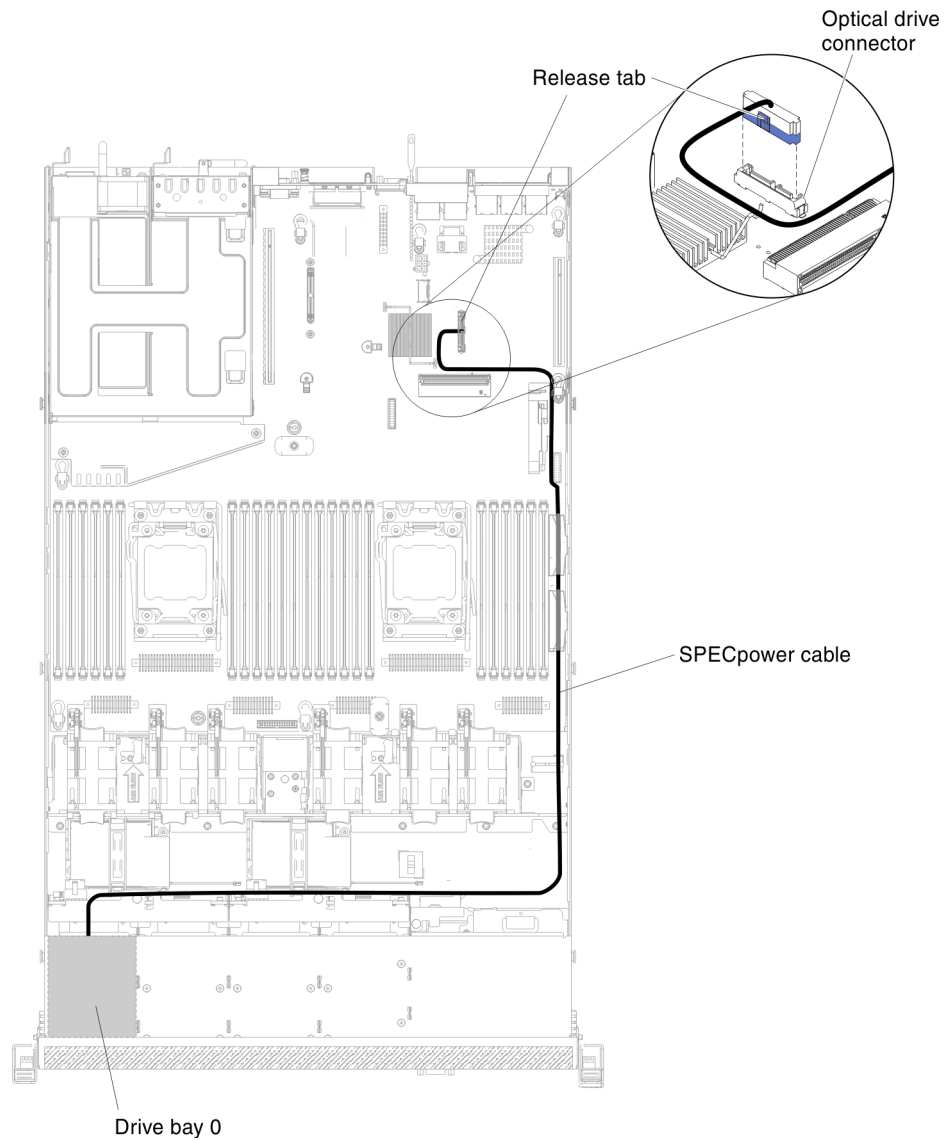 Optical drive
connector
Release tab
SPECpower cable
Drive bay 0